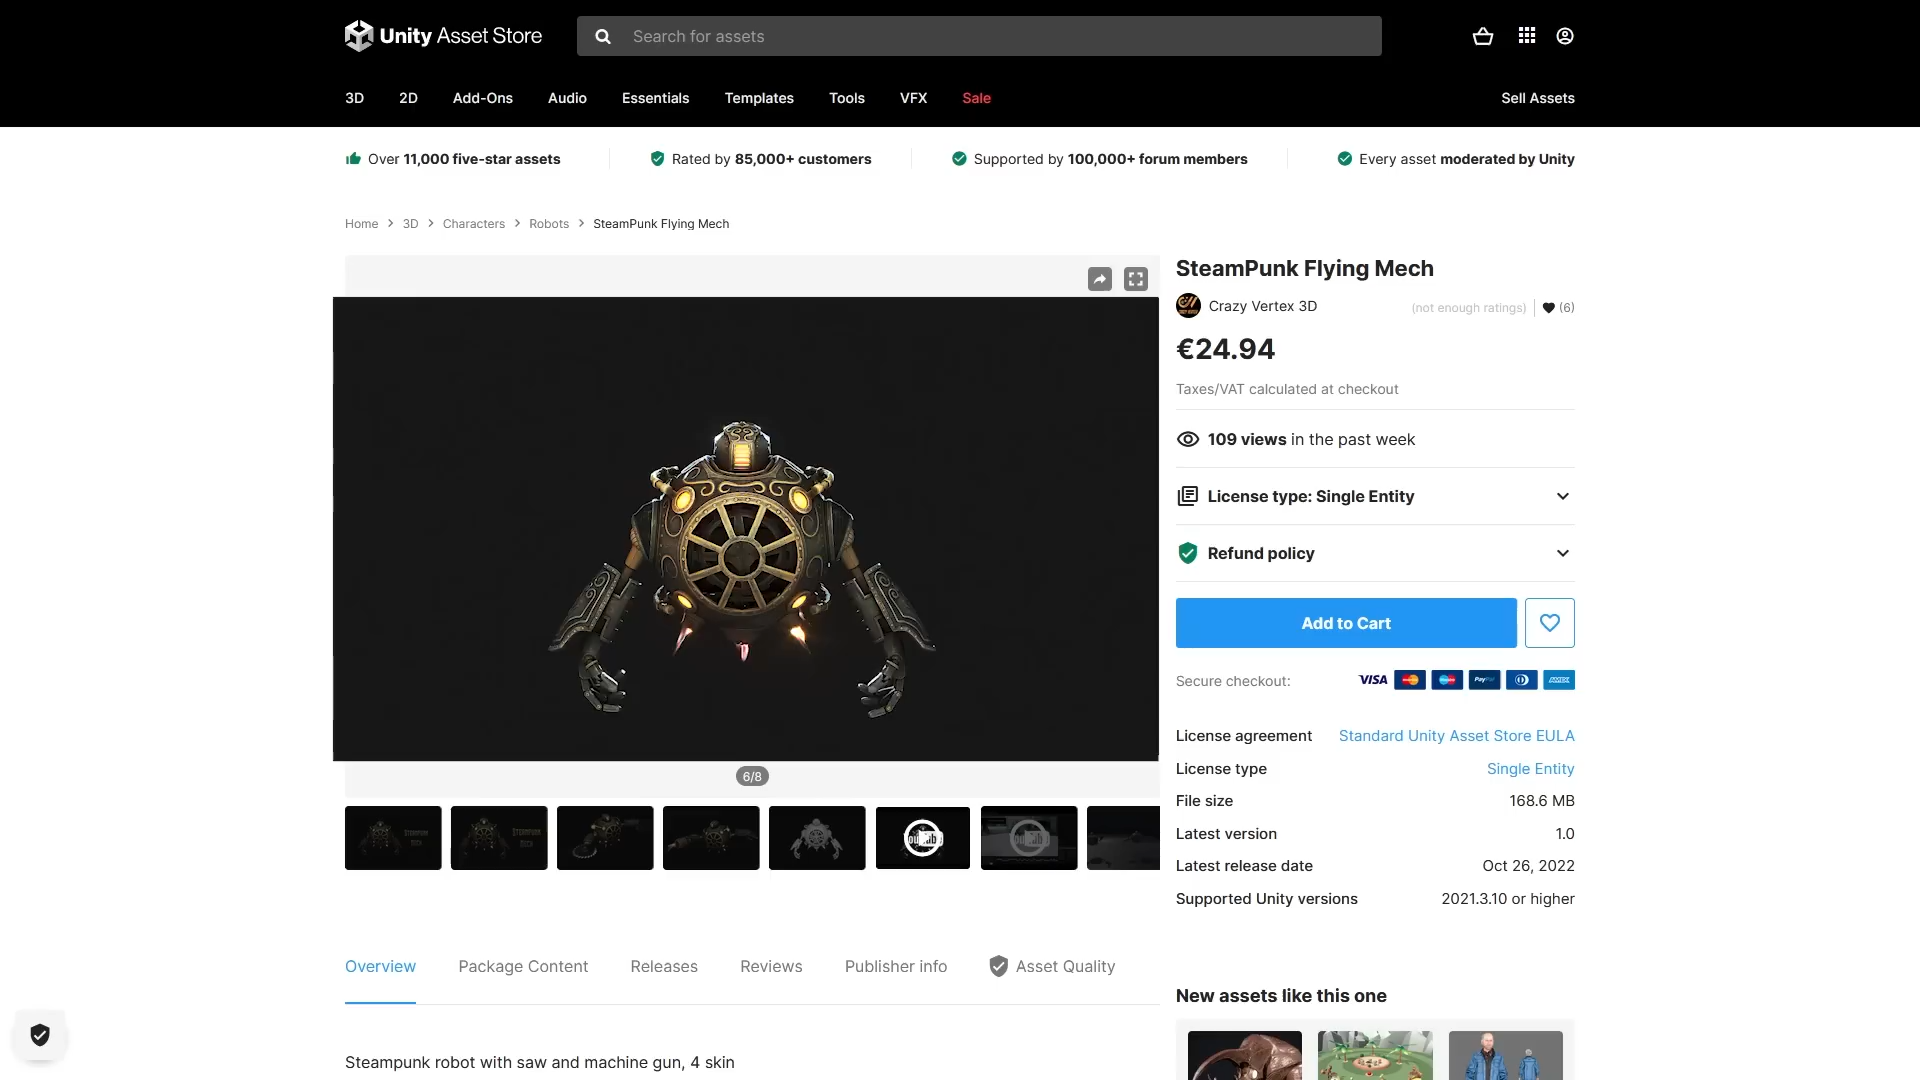 Unity Asset Store
Search for assets
3D 2D Add-Ons Audio Essentials Templates Tools VFX Sale Sell Assets
Over 11,000 five-star assets Rated by 85,000+ customers Supported by 100,000+ forum members Every asset moderated by Unity
Home > 3D > Characters > Robots > SteamPunk Flying Mech
SteamPunk Flying Mech
Crazy Vertex 3D (not enough ratings) (6)
€24.94
Taxes/VAT calculated at checkout
109 views in the past week
License type: Single Entity
Refund policy
Add to Cart
Secure checkout: VISA PayPal AMEX
License agreement Standard Unity Asset Store EULA
License type Single Entity
File size 168.6 MB
Latest version 1.0
Latest release date Oct 26, 2022
Supported Unity versions 2021.3.10 or higher
6/8
Overview Package Content Releases Reviews Publisher info Asset Quality
Steampunk robot with saw and machine gun, 4 skin
New assets like this one